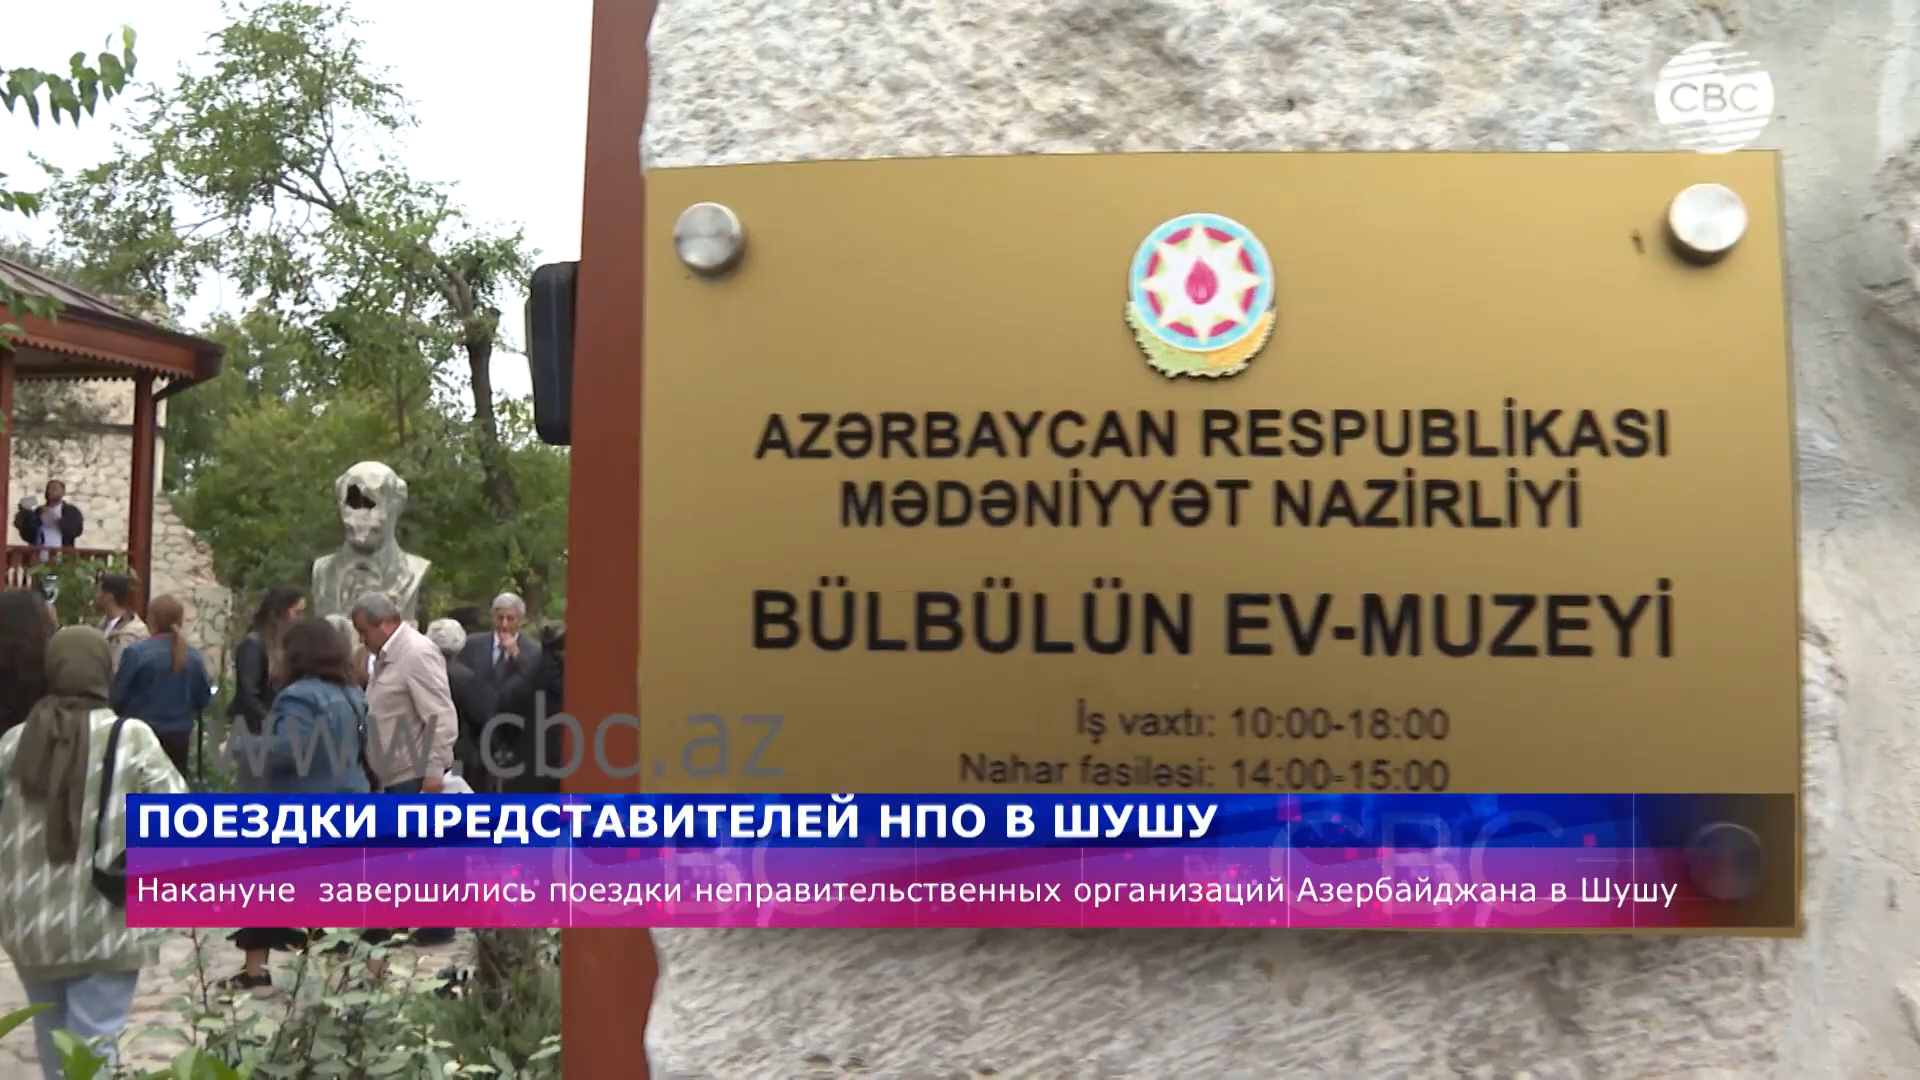 CBC
AZƏRBAYCAN RESPUBLİKASI
MƏDƏNİYYƏT NAZİRLİYİ
BÜLBÜLÜN EV-MUZEYİ
İş vaxtı: 10:00-18:00
Nahar fasiləsi: 14:00-15:00
www.cbc.az
ПОЕЗДКИ ПРЕДСТАВИТЕЛЕЙ НПО В ШУШУ
Накануне завершились поездки неправительственных организаций Азербайджана в Шушу